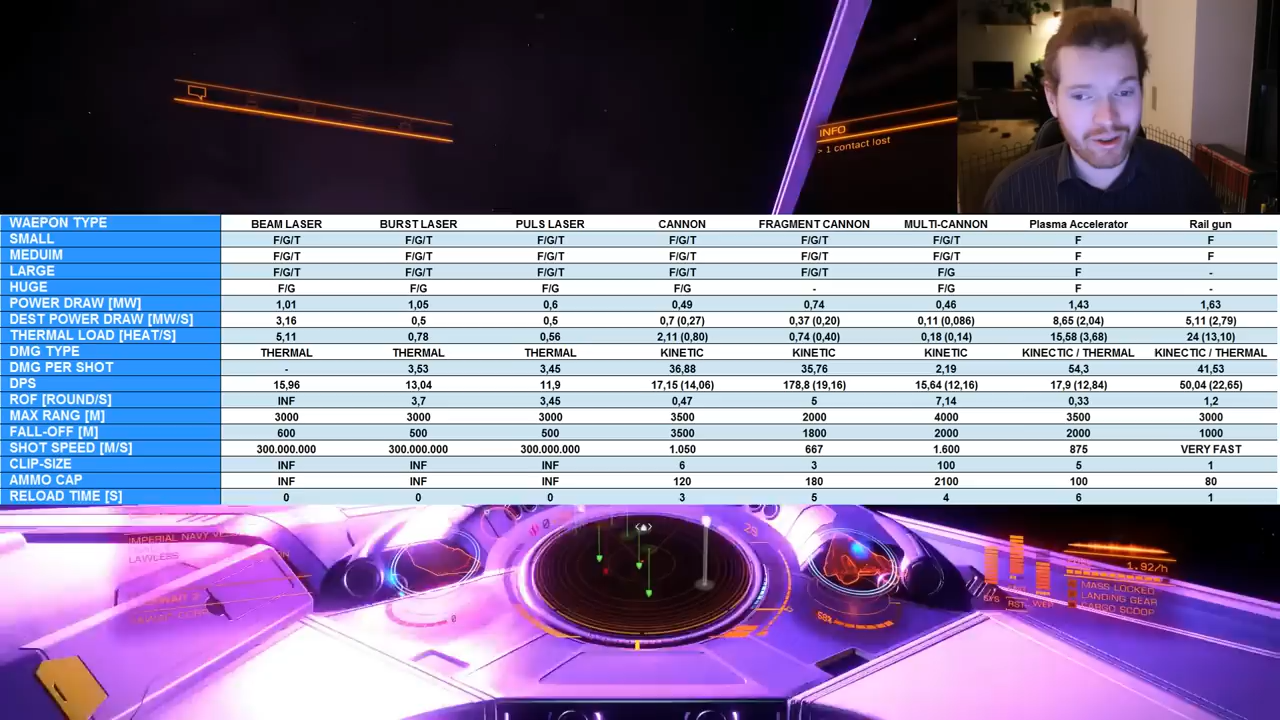 INFO
> 1 contact lost
WAEPON TYPE BEAM LASER BURST LASER PULS LASER CANNON FRAGMENT CANNON MULTI-CANNON Plasma Accelerator Rail gun
SMALL F/G/T F/G/T F/G/T F/G/T F/G/T F/G/T F F
MEDUIM F/G/T F/G/T F/G/T F/G/T F/G/T F/G/T F F
LARGE F/G/T F/G/T F/G/T F/G/T F/G/T F/G F -
HUGE F/G F/G F/G F/G - F/G F -
POWER DRAW [MW] 1,01 1,05 0,6 0,49 0,74 0,46 1,43 1,63
DEST POWER DRAW [MW/S] 3,16 0,5 0,5 0,7 (0,27) 0,37 (0,20) 0,11 (0,086) 8,65 (2,04) 5,11 (2,79)
THERMAL LOAD [HEAT/S] 5,11 0,78 0,56 2,11 (0,80) 0,74 (0,40) 0,18 (0,14) 15,58 (3,68) 24 (13,10)
DMG TYPE THERMAL THERMAL THERMAL KINETIC KINETIC KINETIC KINECTIC / THERMAL KINECTIC / THERMAL
DMG PER SHOT - 3,53 3,45 36,88 35,76 2,19 54,3 41,53
DPS 15,96 13,04 11,9 17,15 (14,06) 178,8 (19,16) 15,64 (12,16) 17,9 (12,84) 50,04 (22,65)
ROF [ROUND/S] INF 3,7 3,45 0,47 5 7,14 0,33 1,2
MAX RANG [M] 3000 3000 3000 3500 2000 4000 3500 3000
FALL-OFF [M] 600 500 500 3500 1800 2000 2000 1000
SHOT SPEED [M/S] 300.000.000 300.000.000 300.000.000 1.050 667 1.600 875 VERY FAST
CLIP-SIZE INF INF INF 6 3 100 5 1
AMMO CAP INF INF INF 120 180 2100 100 80
RELOAD TIME [S] 0 0 0 3 5 4 6 1
IMPERIAL NAVY
LAWLESS
1.92/h
MASS LOCKED
LANDING GEAR
CARGO SCOOP
SYS RST WEP
58%